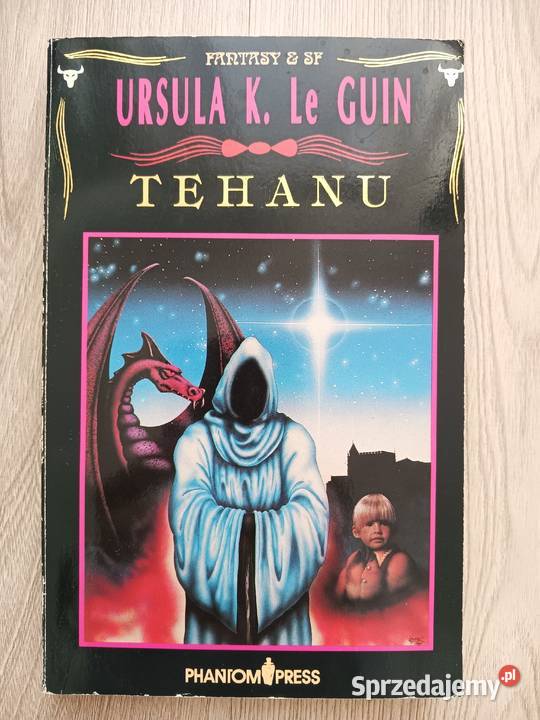 FANTASY & SF
URSULA K. Le GUIN
TEHANU
PHANTOM PRESS
Sprzedajemy.pl